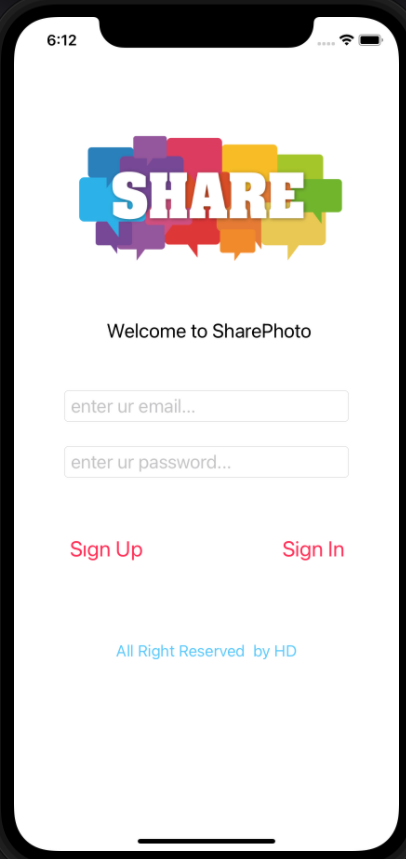 6:12
SHARE
Welcome to SharePhoto
enter ur email...
enter ur password...
Sign Up Sign In
All Right Reserved  by HD